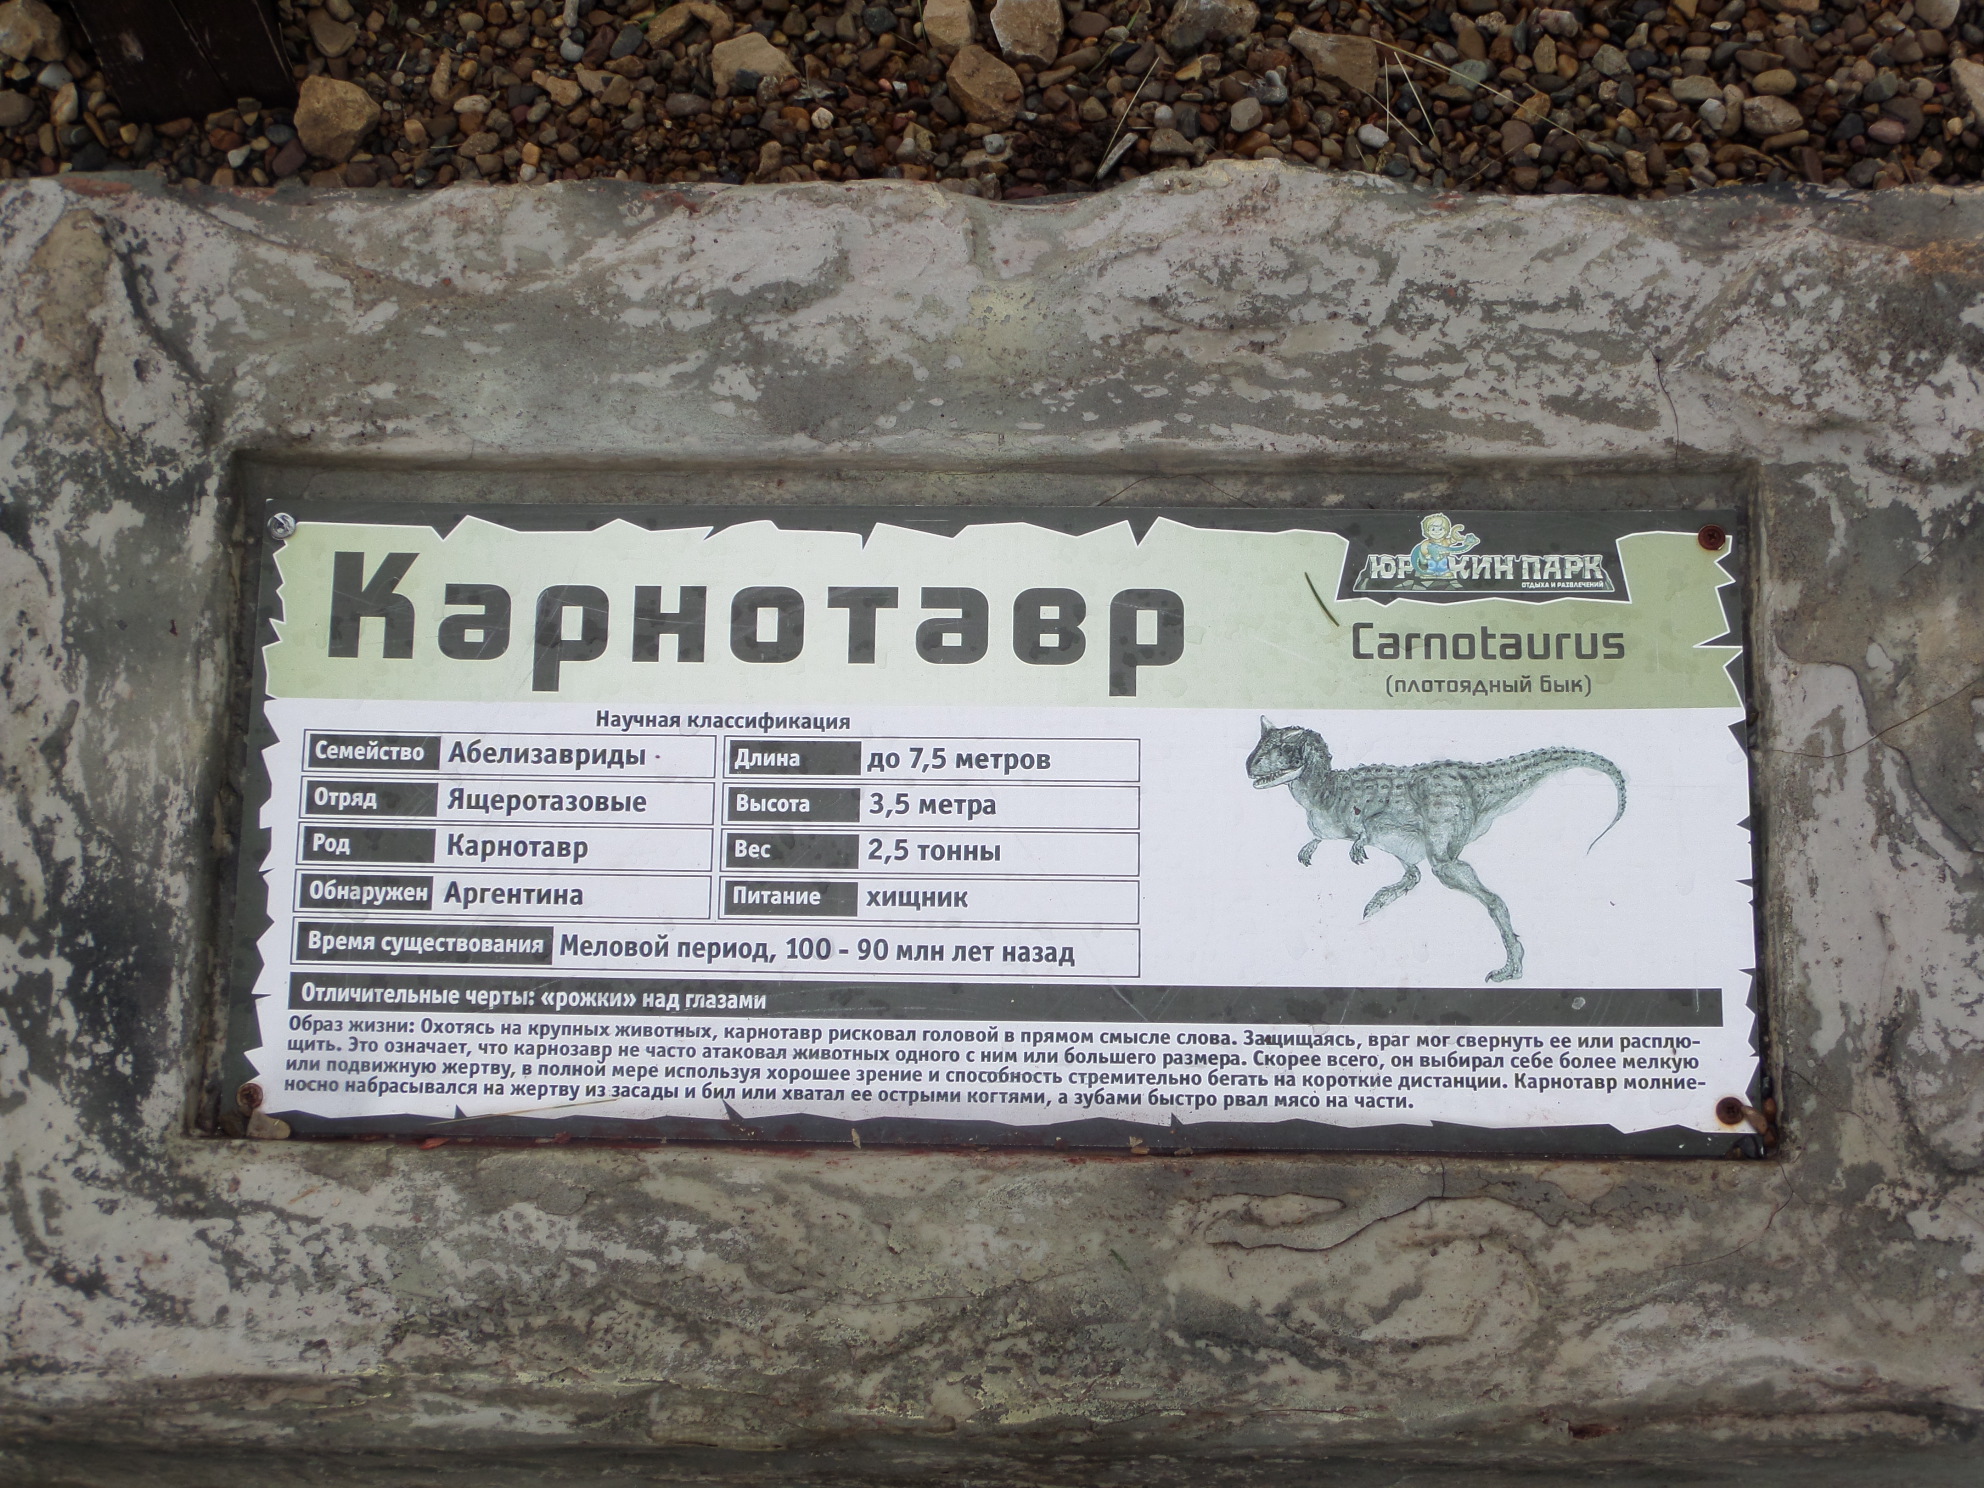 Карнотавр
ЮРКИН ПАРК
ОТДЫХА И РАЗВЛЕЧЕНИЙ
Carnotaurus
(плотоядный бык)
Научная классификация
Семейство Абелизавриды
Длина до 7,5 метров
Отряд Ящеротазовые
Высота 3,5 метра
Род Карнотавр
Вес 2,5 тонны
Обнаружен Аргентина
Питание хищник
Время существования Меловой период, 100 - 90 млн лет назад
Отличительные черты: «рожки» над глазами
Образ жизни: Охотясь на крупных животных, карнотавр рисковал головой в прямом смысле слова. Защищаясь, враг мог свернуть ее или расплю-
щить. Это означает, что карнозавр не часто атаковал животных одного с ним или большего размера. Скорее всего, он выбирал себе более мелкую
или подвижную жертву, в полной мере используя хорошее зрение и способность стремительно бегать на короткие дистанции. Карнотавр молние-
носно набрасывался на жертву из засады и бил или хватал ее острыми когтями, а зубами быстро рвал мясо на части.